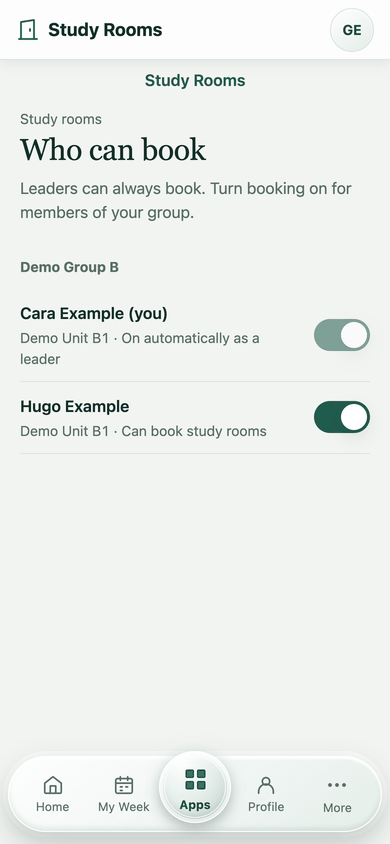 Study Rooms
GE
Study Rooms
Study rooms
Who can book
Leaders can always book. Turn booking on for
members of your group.
Demo Group B
Cara Example (you)
Demo Unit B1 · On automatically as a
leader
Hugo Example
Demo Unit B1 · Can book study rooms
Home
My Week
Apps
Profile
More